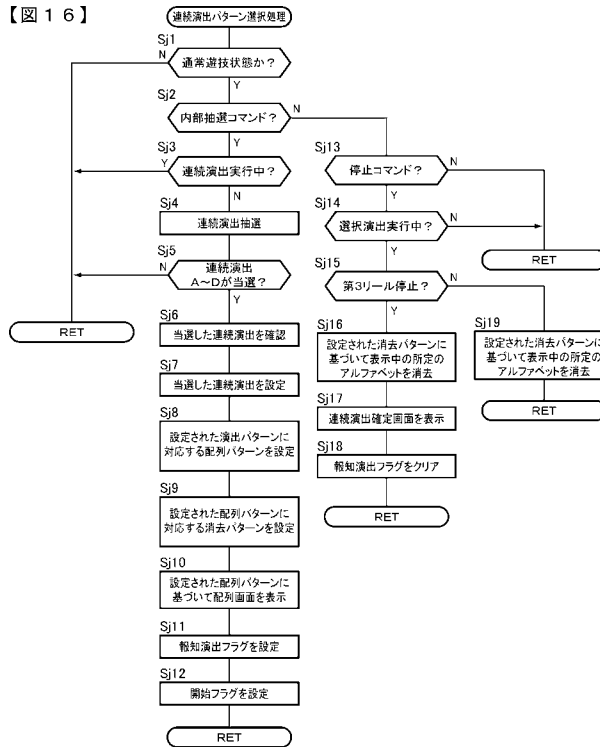 【図１６】
連続演出パターン選択処理
Sj1
N
通常遊技状態か？
Y
Sj2
内部抽選コマンド？
N
Y
Sj3
Y
連続演出実行中？
N
Sj4
連続演出抽選
Sj5
N
連続演出
A～Dが当選？
Y
RET
Sj6
当選した連続演出を確認
Sj7
当選した連続演出を設定
Sj8
設定された演出パターンに
対応する配列パターンを設定
Sj9
設定された配列パターンに
対応する消去パターンを設定
Sj10
設定された配列パターンに
基づいて配列画面を表示
Sj11
報知演出フラグを設定
Sj12
開始フラグを設定
RET
Sj13
停止コマンド？
N
Y
Sj14
選択演出実行中？
N
Y
RET
Sj15
第3リール停止？
N
Y
Sj16
設定された消去パターンに
基づいて表示中の所定の
アルファベットを消去
Sj17
連続演出確定画面を表示
Sj18
報知演出フラグをクリア
RET
Sj19
設定された消去パターンに
基づいて表示中の所定の
アルファベットを消去
RET